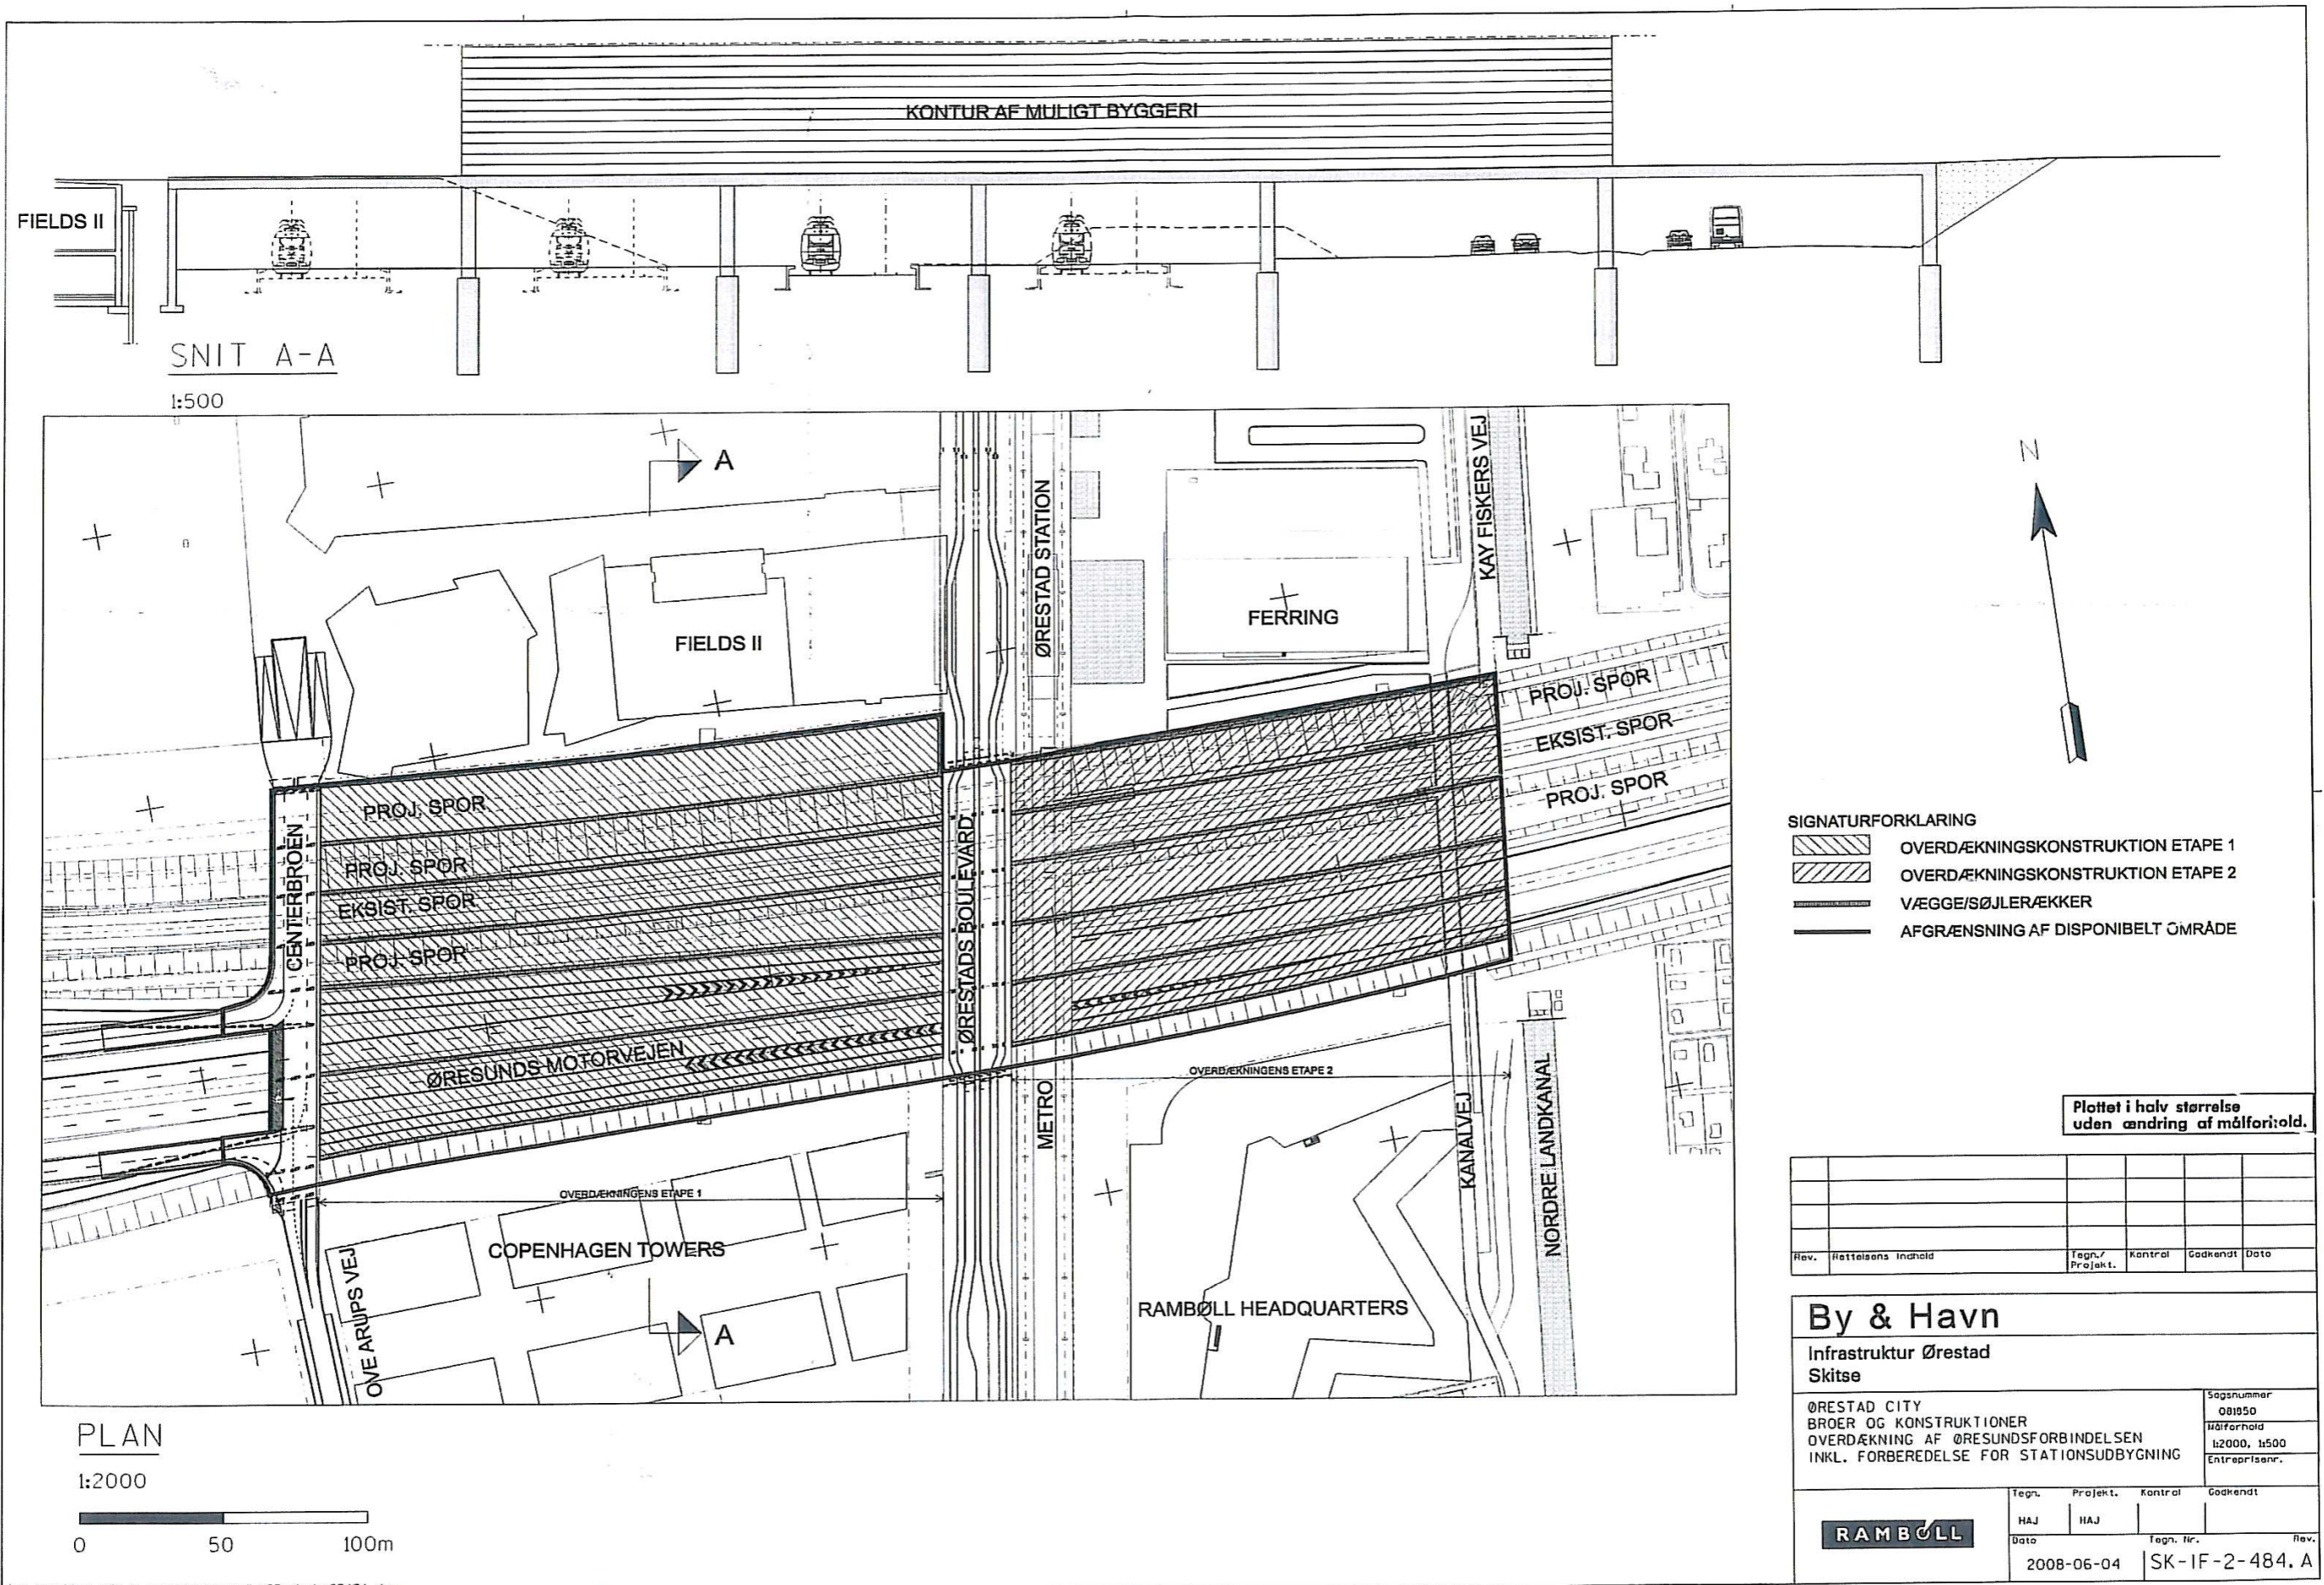 KONTUR AF MULIGT BYGGERI
FIELDS II
SNIT A-A
1:500
A
ØRESTAD STATION
KAY FISKERS VEJ
FIELDS II
FERRING
PROJ. SPOR
EKSIST. SPOR
PROJ. SPOR
CENTERBROEN
PROJ. SPOR
PROJ. SPOR
EKSIST. SPOR
PROJ. SPOR
ØRESUNDS MOTORVEJEN
ØRESTADS BOULEVARD
OVERDÆKNINGENS ETAPE 2
METRO
KANALVEJ
NORDRE LANDKANAL
OVERDÆKNINGENS ETAPE 1
COPENHAGEN TOWERS
OVE ARUPS VEJ
A
RAMBØLL HEADQUARTERS
N
SIGNATURFORKLARING
OVERDÆKNINGSKONSTRUKTION ETAPE 1
OVERDÆKNINGSKONSTRUKTION ETAPE 2
VÆGGE/SØJLERÆKKER
AFGRÆNSNING AF DISPONIBELT OMRÅDE
Plottet i halv størrelse
uden ændring af målforhold.
Rev. Rettelsens indhold Tegn./ Projekt. Kontrol Godkendt Dato
By & Havn
Infrastruktur Ørestad
Skitse
ØRESTAD CITY
BROER OG KONSTRUKTIONER
OVERDÆKNING AF ØRESUNDSFORBINDELSEN
INKL. FORBEREDELSE FOR STATIONSUDBYGNING
Sagsnummer
081950
Målforhold
1:2000, 1:500
Entreprisenr.
RAMBOLL
Tegn. Projekt. Kontrol Godkendt
HAJ HAJ
Dato Tegn. Nr. Rev.
2008-06-04 SK-IF-2-484. A
PLAN
1:2000
0 50 100m